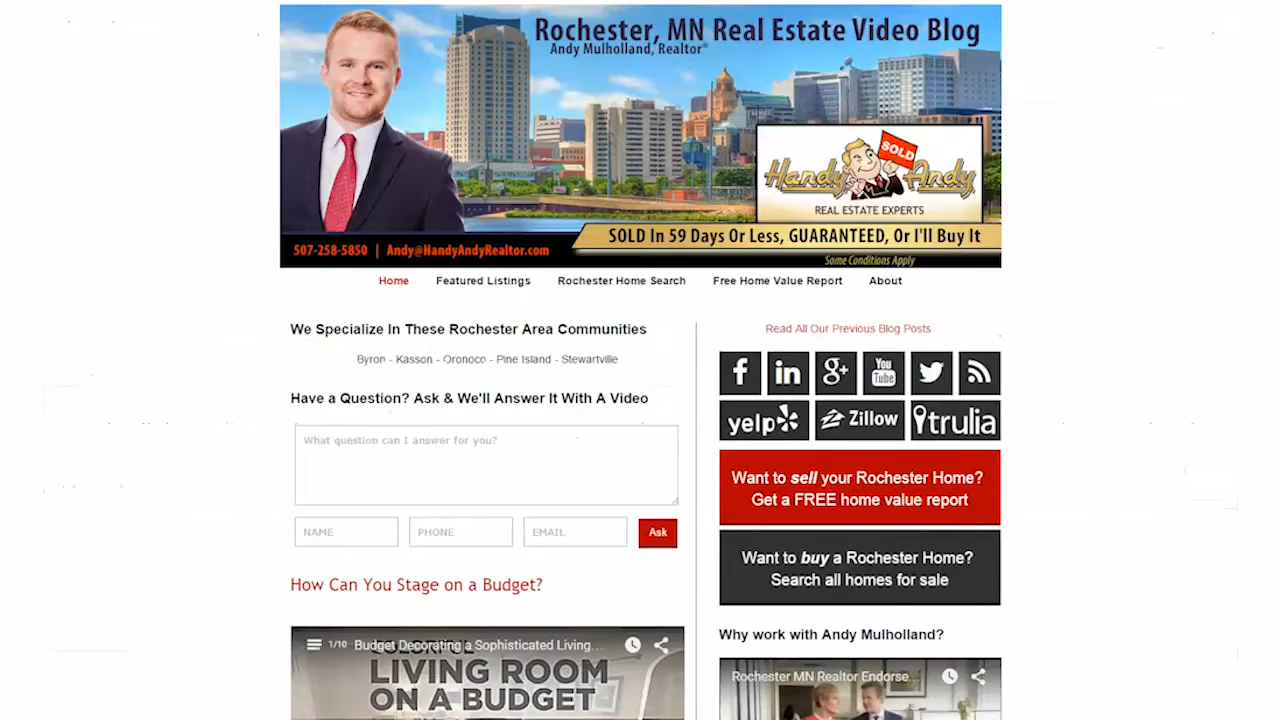 Rochester, MN Real Estate Video Blog
Andy Mulholland, Realtor®
SOLD
Handy Andy
REAL ESTATE EXPERTS
SOLD In 59 Days Or Less, GUARANTEED, Or I'll Buy It
507-258-5850 | Andy@HandyAndyRealtor.com
Some Conditions Apply
Home Featured Listings Rochester Home Search Free Home Value Report About
We Specialize In These Rochester Area Communities
Byron - Kasson - Oronoco - Pine Island - Stewartville
Have a Question? Ask & We'll Answer It With A Video
What question can I answer for you?
NAME PHONE EMAIL Ask
How Can You Stage on a Budget?
1/10 Budget Decorating a Sophisticated Living...
COLORFUL
LIVING ROOM
ON A BUDGET
Read All Our Previous Blog Posts
f in g+ You Tube
yelp Zillow trulia
Want to sell your Rochester Home?
Get a FREE home value report
Want to buy a Rochester Home?
Search all homes for sale
Why work with Andy Mulholland?
Rochester MN Realtor Endorse...